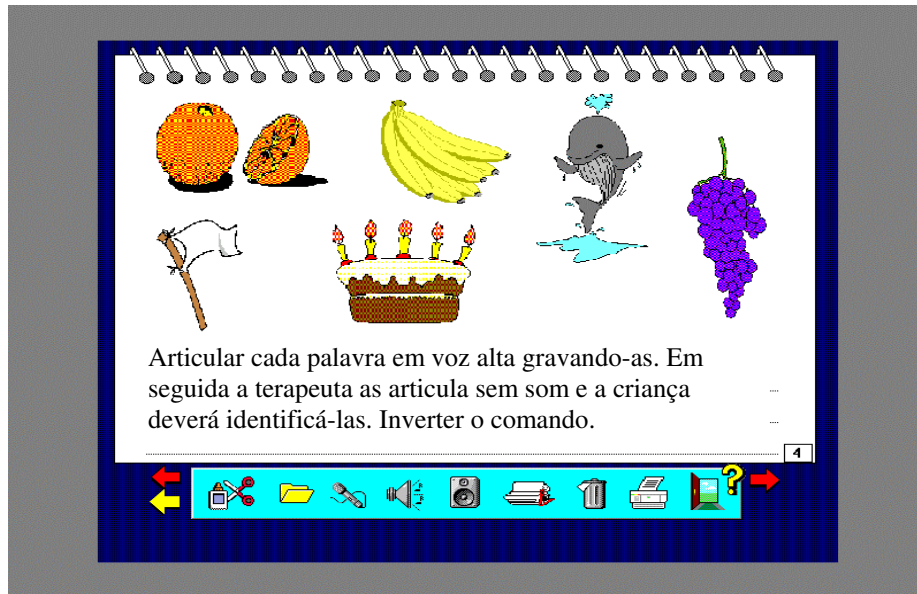 Articular cada palavra em voz alta gravando-as. Em
seguida a terapeuta as articula sem som e a criança
deverá identificá-las. Inverter o comando.
4
?